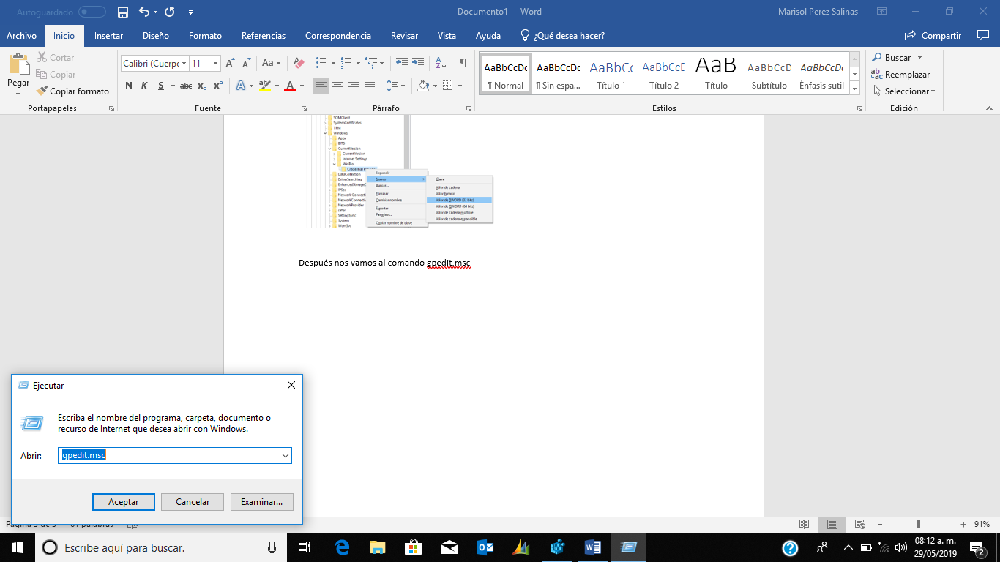 Autoguardado
Documento1 - Word
Marisol Perez Salinas
Archivo Inicio Insertar Diseño Formato Referencias Correspondencia Revisar Vista Ayuda ¿Qué desea hacer? Compartir
Pegar
Cortar
Copiar
Copiar formato
Portapapeles
Calibri (Cuerpo 11
Aa
N K S abc x₂ x² A aby A
Fuente
Párrafo
AaBbCcDc AaBbCcDc AaBbCc AaBbCcD AaB AaBbCcD AaBbCcDc
¶ Normal ¶ Sin espa... Título 1 Título 2 Título Subtítulo Énfasis sutil
Estilos
Buscar
Reemplazar
Seleccionar
Edición
SQMClient
SystemCertificates
TPM
Windows
Appx
BITS
CurrentVersion
CurrentVersion
Internet Settings
WinBio
Credential Provider
DataCollection
DriverSearching
EnhancedStorageD
IPSec
Network Connecti
NetworkConnectiv
NetworkProvider
safer
SettingSync
System
WcmSvc
Expandir
Nuevo
Buscar...
Eliminar
Cambiar nombre
Exportar
Permisos...
Copiar nombre de clave
Clave
Valor de cadena
Valor binario
Valor de DWORD (32 bits)
Valor de QWORD (64 bits)
Valor de cadena múltiple
Valor de cadena expandible
Después nos vamos al comando gpedit.msc
Ejecutar
Escriba el nombre del programa, carpeta, documento o
recurso de Internet que desea abrir con Windows.
Abrir: gpedit.msc
Aceptar Cancelar Examinar...
91%
Escribe aquí para buscar.
08:12 a. m.
29/05/2019
2